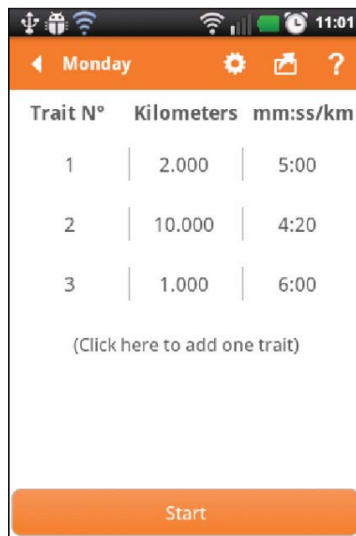 11:01
Monday ?
Trait N° Kilometers mm:ss/km
1 2.000 5:00
2 10.000 4:20
3 1.000 6:00
(Click here to add one trait)
Start